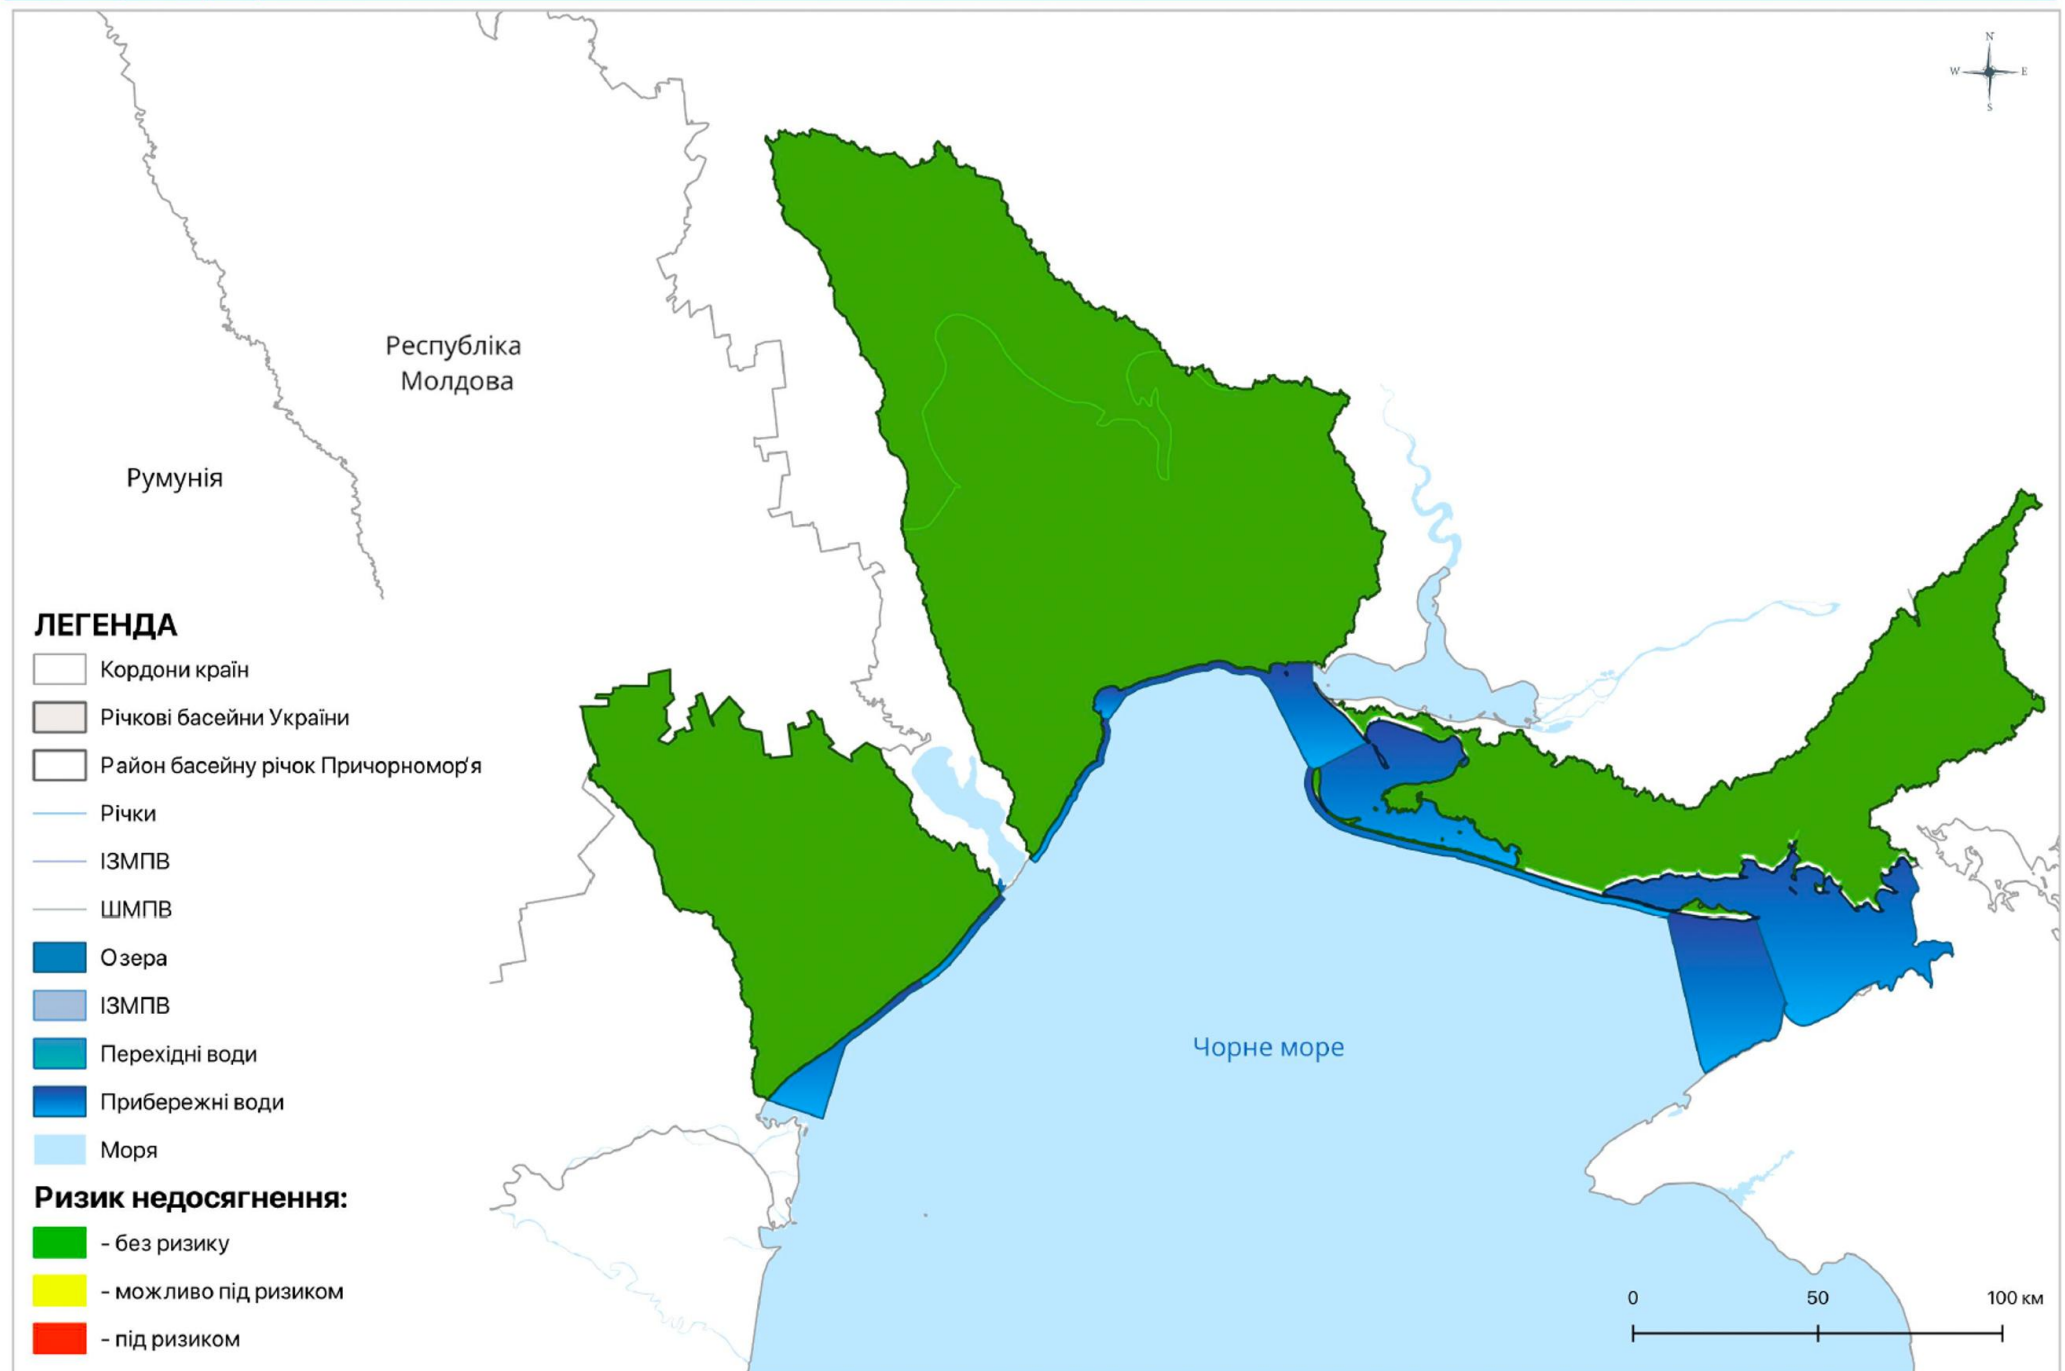 N
W E
S
Республіка
Молдова
Румунія
ЛЕГЕНДА
Кордони країн
Річкові басейни України
Район басейну річок Причорномор'я
Річки
ІЗМПВ
ШМПВ
Озера
ІЗМПВ
Перехідні води
Прибережні води
Моря
Ризик недосягнення:
- без ризику
- можливо під ризиком
- під ризиком
Чорне море
0 50 100 км